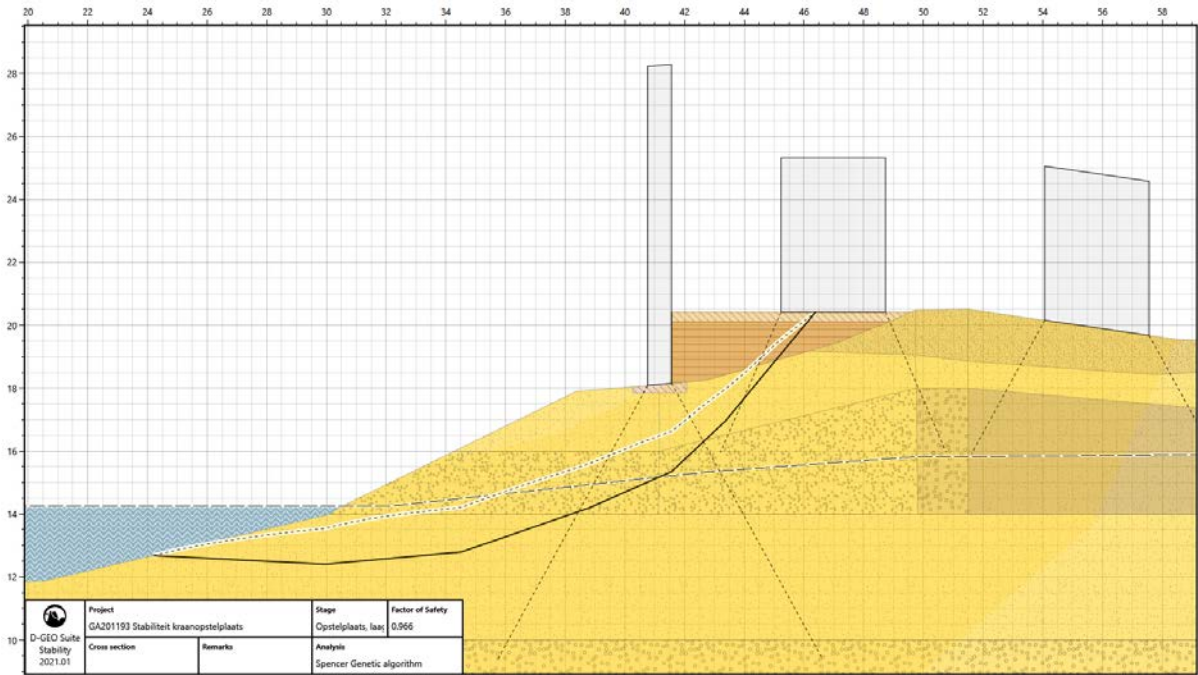 20 22 24 26 28 30 32 34 36 38 40 42 44 46 48 50 52 54 56 58
28
26
24
22
20
18
16
14
12
10
D-GEO Suite
Stability
2021.01
Project
GA201193 Stabiliteit kraanopstelplaats
Stage
Opstelplaats,
Factor of Safety
0.966
Cross section
Remarks
Analysis
Spencer Genetic algorithm